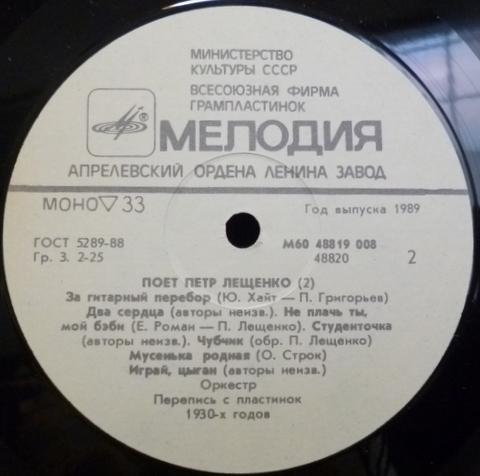 МИНИСТЕРСТВО
КУЛЬТУРЫ СССР
ВСЕСОЮЗНАЯ ФИРМА
ГРАМПЛАСТИНОК
МЕЛОДИЯ
АПРЕЛЕВСКИЙ ОРДЕНА ЛЕНИНА ЗАВОД
МОНО ▽ 33
Год выпуска 1989
ГОСТ 5289-88
М60 48819 008
Гр. 3. 2-25
48820
2
ПОЕТ ПЕТР ЛЕЩЕНКО (2)
За гитарный перебор (Ю. Хайт — П. Григорьев)
Два сердца (авторы неизв.). Не плачь ты,
мой бэби (Е. Роман — П. Лещенко). Студенточка
(авторы неизв.). Чубчик (обр. П. Лещенко)
Мусенька родная (О. Строк)
Играй, цыган (авторы неизв.)
Оркестр
Перепись с пластинок
1930-х годов